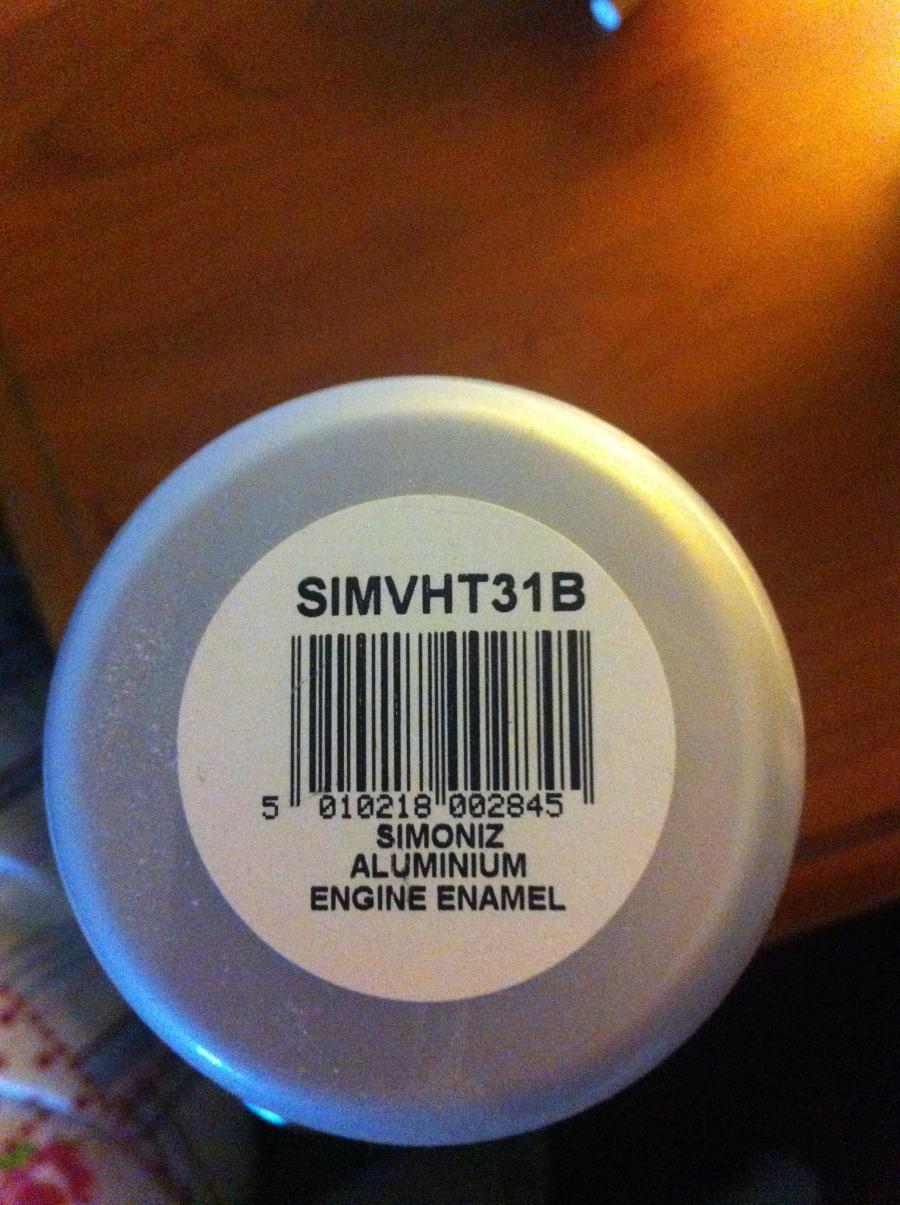 SIMVHT31B
5 010218 002845
SIMONIZ
ALUMINIUM
ENGINE ENAMEL